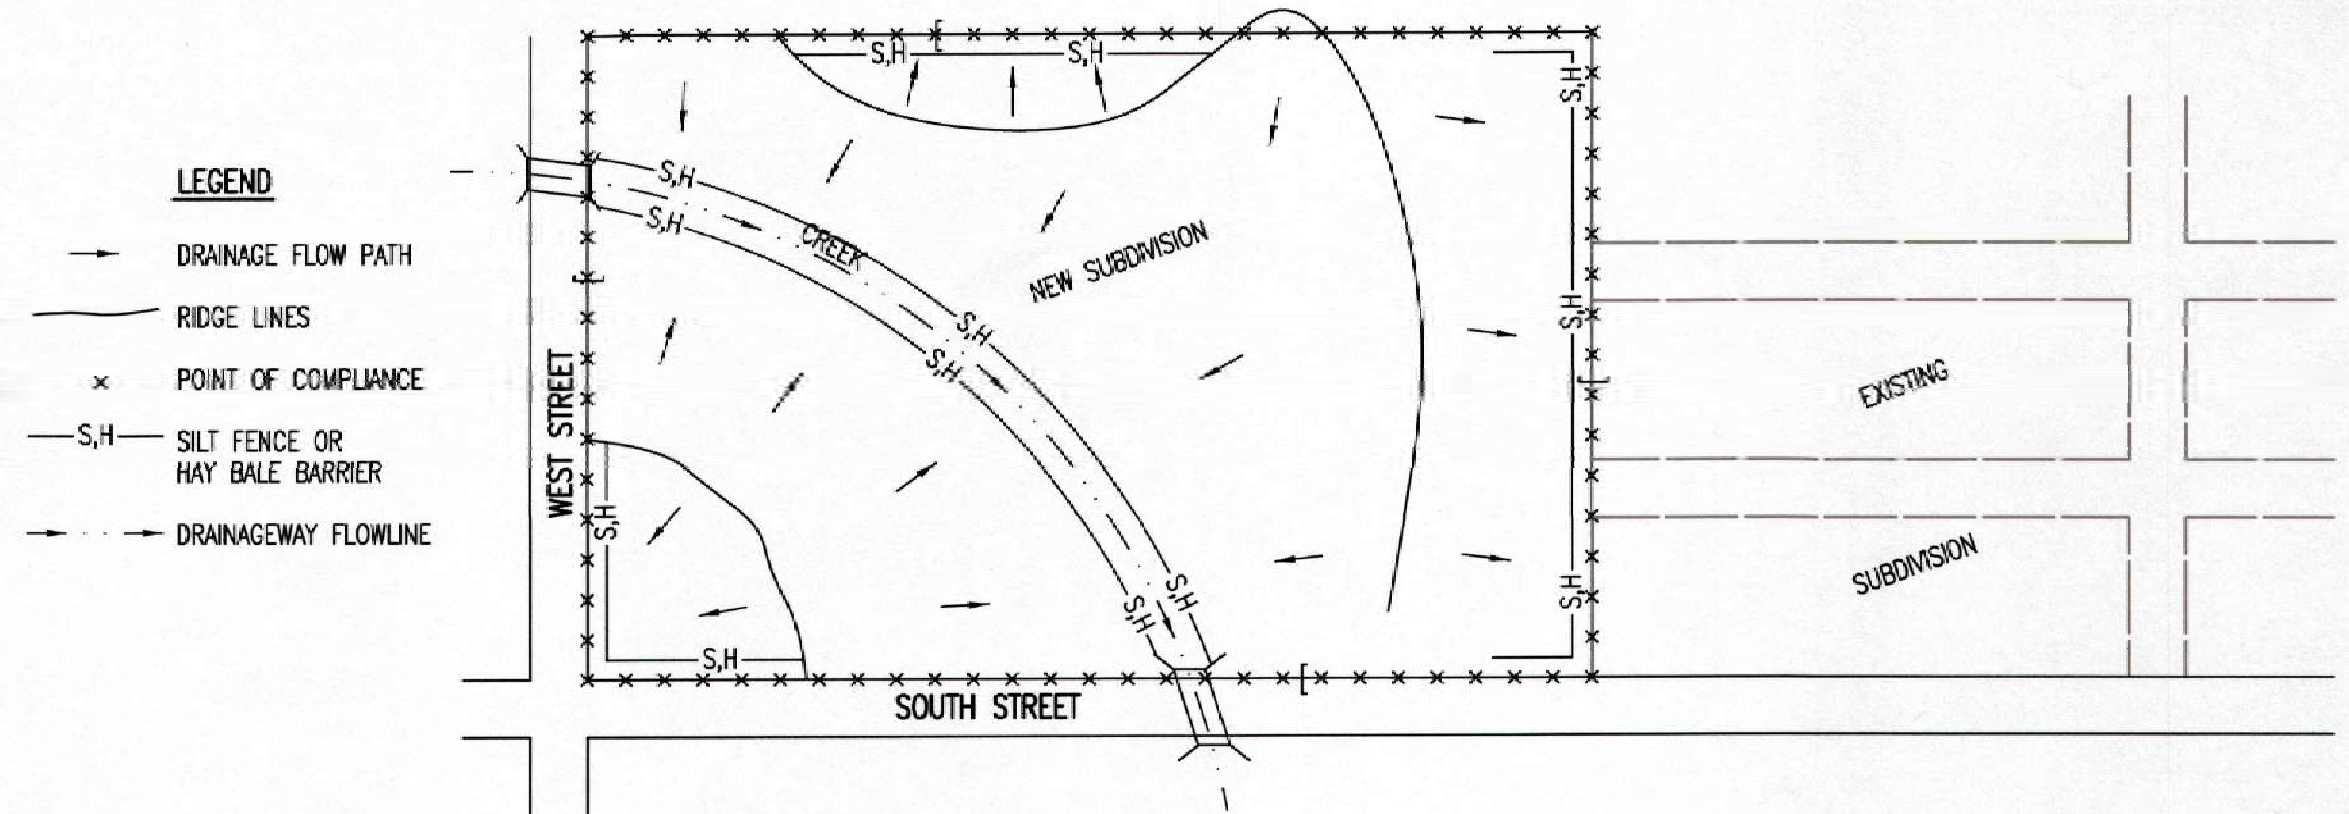 LEGEND
DRAINAGE FLOW PATH
RIDGE LINES
x POINT OF COMPLIANCE
S,H SILT FENCE OR
HAY BALE BARRIER
DRAINAGEWAY FLOWLINE
S,H
S,H
S,H
S,H
S,H
CREEK
NEW SUBDIVISION
S,H
S,H
S,H
WEST STREET
EXISTING
S,H
S,H
S,H
S,H
SUBDIVISION
S,H
SOUTH STREET